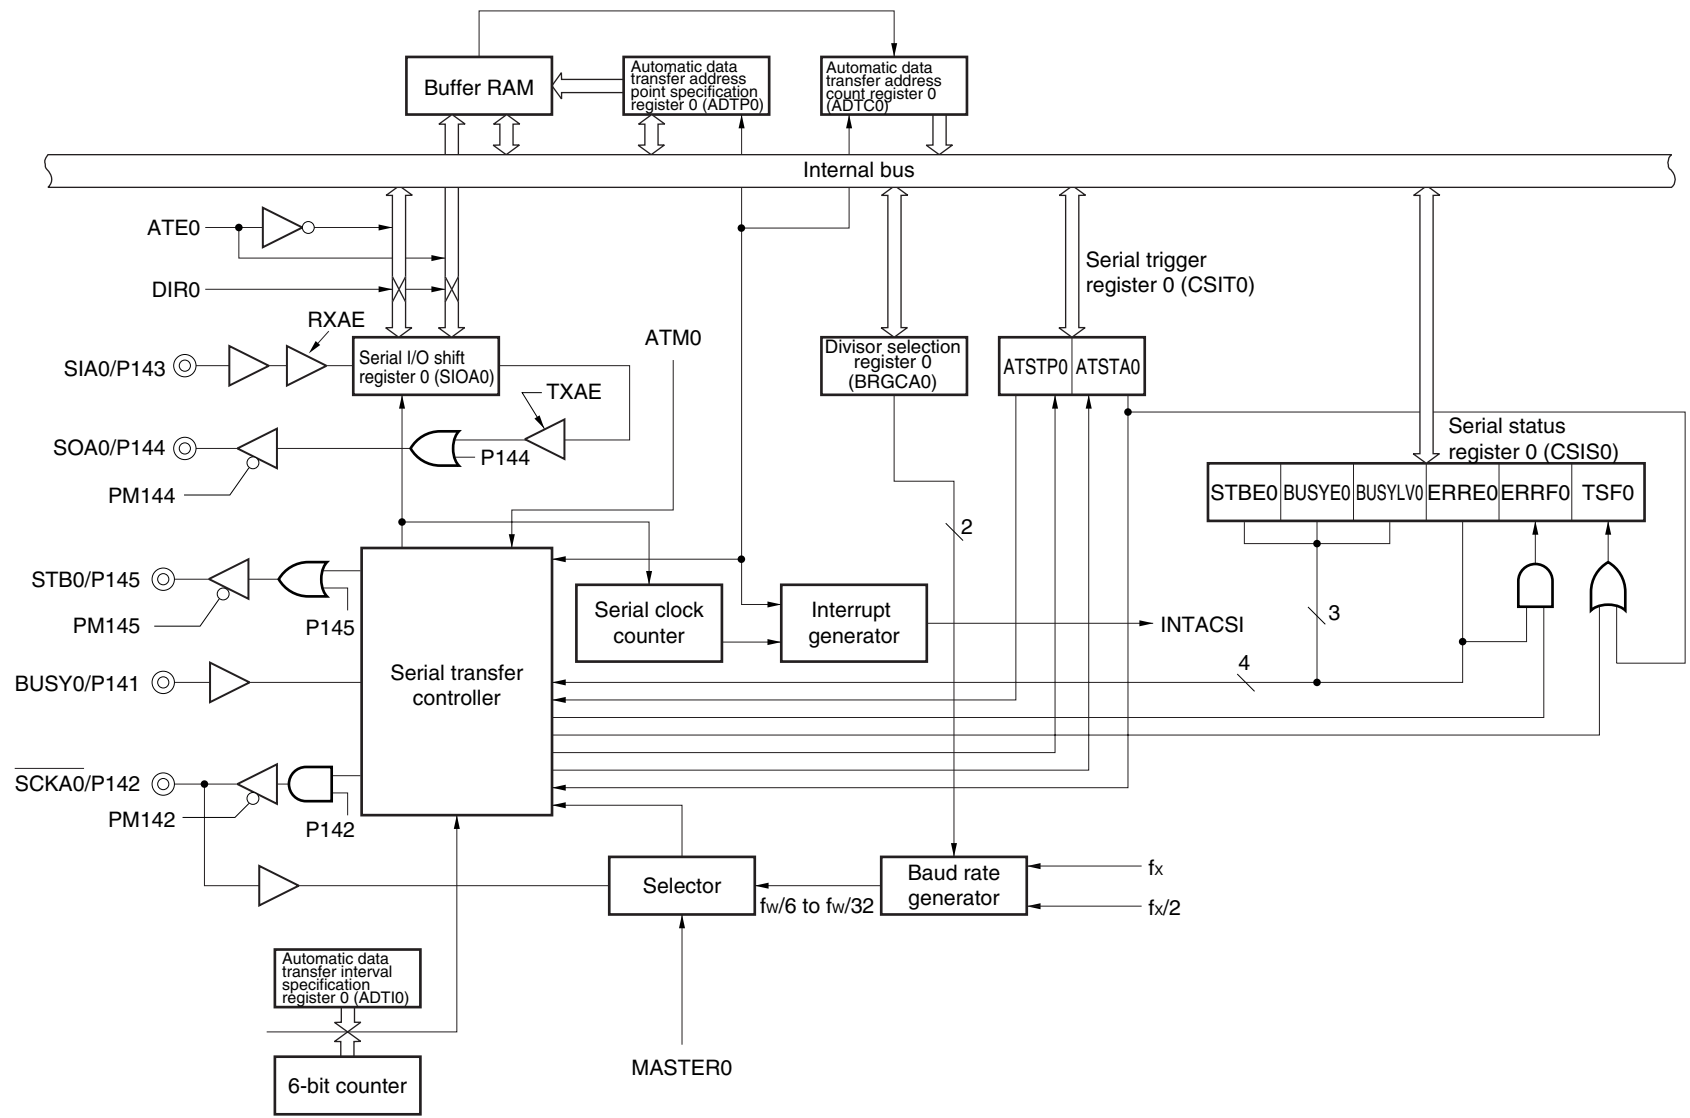 Buffer RAM
Automatic data
transfer address
point specification
register 0 (ADTP0)
Automatic data
transfer address
count register 0
(ADTC0)
Internal bus
ATE0
DIR0
RXAE
SIA0/P143
Serial I/O shift
register 0 (SIOA0)
ATM0
TXAE
SOA0/P144
P144
PM144
Divisor selection
register 0
(BRGCA0)
Serial trigger
register 0 (CSIT0)
ATSTP0
ATSTA0
Serial status
register 0 (CSIS0)
STBE0
BUSYE0
BUSYLV0
ERRE0
ERRF0
TSF0
2
STB0/P145
PM145
P145
Serial clock
counter
Interrupt
generator
INTACSI
3
4
BUSY0/P141
Serial transfer
controller
SCKA0/P142
PM142
P142
Selector
fW/6 to fW/32
Baud rate
generator
fX
fX/2
Automatic data
transfer interval
specification
register 0 (ADTI0)
6-bit counter
MASTER0